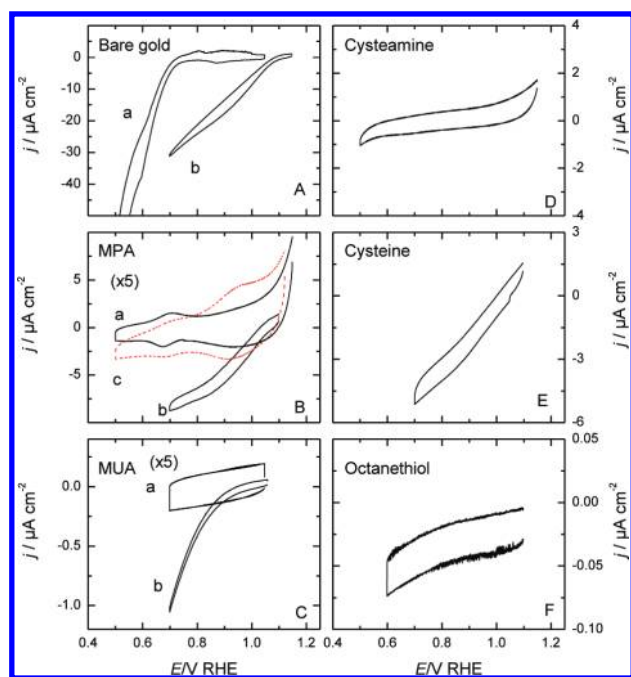 Bare gold
a
b
A
0
-10
-20
-30
-40
j / µA cm-2
Cysteamine
D
4
2
0
-2
-4
j / µA cm-2
MPA
(x5)
a
c
b
B
5
0
-5
j / µA cm-2
Cysteine
E
3
0
-3
-6
j / µA cm-2
MUA
(x5)
a
b
C
0.0
-0.5
-1.0
j / µA cm-2
Octanethiol
F
0.05
0.00
-0.05
-0.10
j / µA cm-2
0.4 0.6 0.8 1.0 1.2
0.6 0.8 1.0 1.2
E/V RHE
E/V RHE